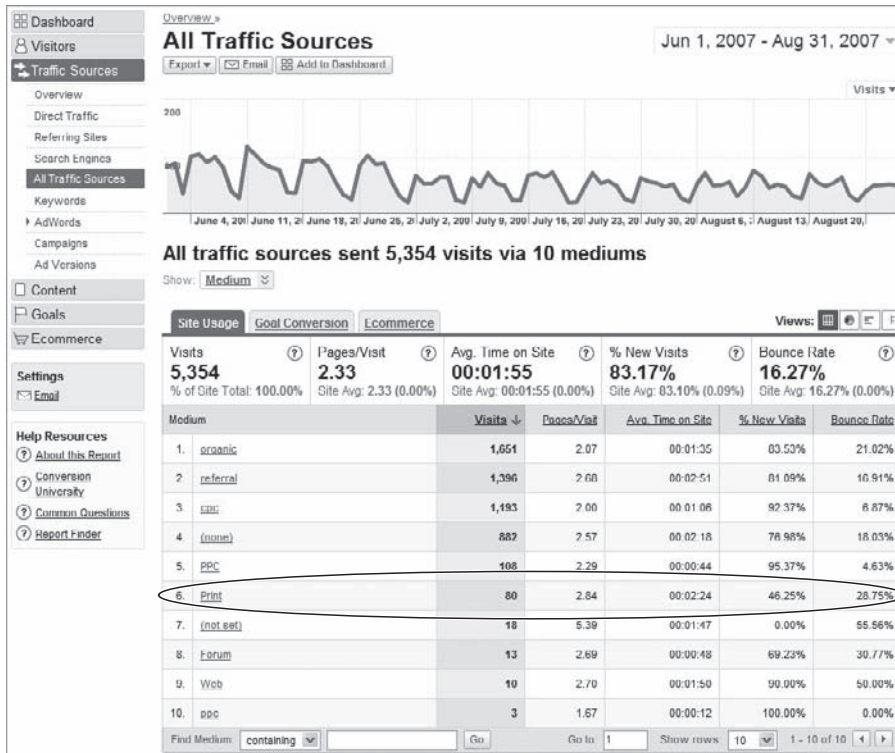 Dashboard
Visitors
Traffic Sources
Overview
Direct Traffic
Referring Sites
Search Engines
All Traffic Sources
Keywords
AdWords
Campaigns
Ad Versions
Content
Goals
Ecommerce
Settings
Email
Help Resources
About this Report
Conversion
University
Common Questions
Report Finder
Overview »
All Traffic Sources
Jun 1, 2007 - Aug 31, 2007
Export Email Add to Dashboard
Visits
200
June 4, 200 June 11, 2 June 18, 20 June 25, 2 July 2, 200 July 9, 200 July 16, 20 July 23, 20 July 30, 20 August 6, August 13, August 20,
All traffic sources sent 5,354 visits via 10 mediums
Show: Medium
Site Usage Goal Conversion Ecommerce Views:
Visits ? Pages/Visit ? Avg. Time on Site ? % New Visits ? Bounce Rate ?
5,354 2.33 00:01:55 83.17% 16.27%
% of Site Total: 100.00% Site Avg: 2.33 (0.00%) Site Avg: 00:01:55 (0.00%) Site Avg: 83.10% (0.09%) Site Avg: 16.27% (0.00%)
Medium Visits Pages/Visit Avg. Time on Site % New Visits Bounce Rate
1. organic 1,651 2.07 00:01:35 83.53% 21.02%
2. referral 1,396 2.68 00:02:51 81.09% 16.91%
3. cpc 1,193 2.00 00:01:06 92.37% 6.87%
4. (none) 882 2.57 00:02:18 76.98% 18.03%
5. PPC 108 2.29 00:00:44 95.37% 4.63%
6. Print 80 2.84 00:02:24 46.25% 28.75%
7. (not set) 18 5.39 00:01:47 0.00% 55.56%
8. Forum 13 2.69 00:00:48 69.23% 30.77%
9. Web 10 2.70 00:01:50 90.00% 50.00%
10. ppc 3 1.67 00:00:12 100.00% 0.00%
Find Medium: containing Go Go to: 1 Show rows: 10 1 - 10 of 10